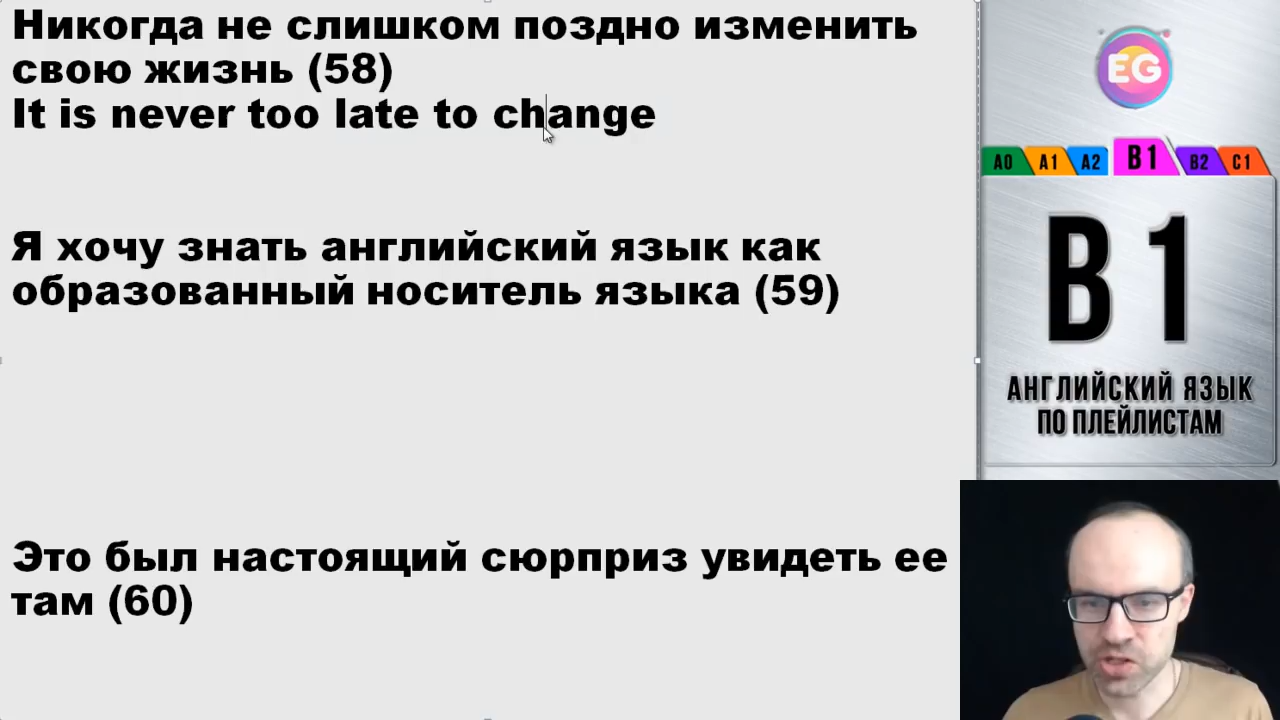 Никогда не слишком поздно изменить
свою жизнь (58)
It is never too late to change
Я хочу знать английский язык как
образованный носитель языка (59)
Это был настоящий сюрприз увидеть ее
там (60)
EG
A0 A1 A2 B1 B2 C1
B1
АНГЛИЙСКИЙ ЯЗЫК
ПО ПЛЕЙЛИСТАМ